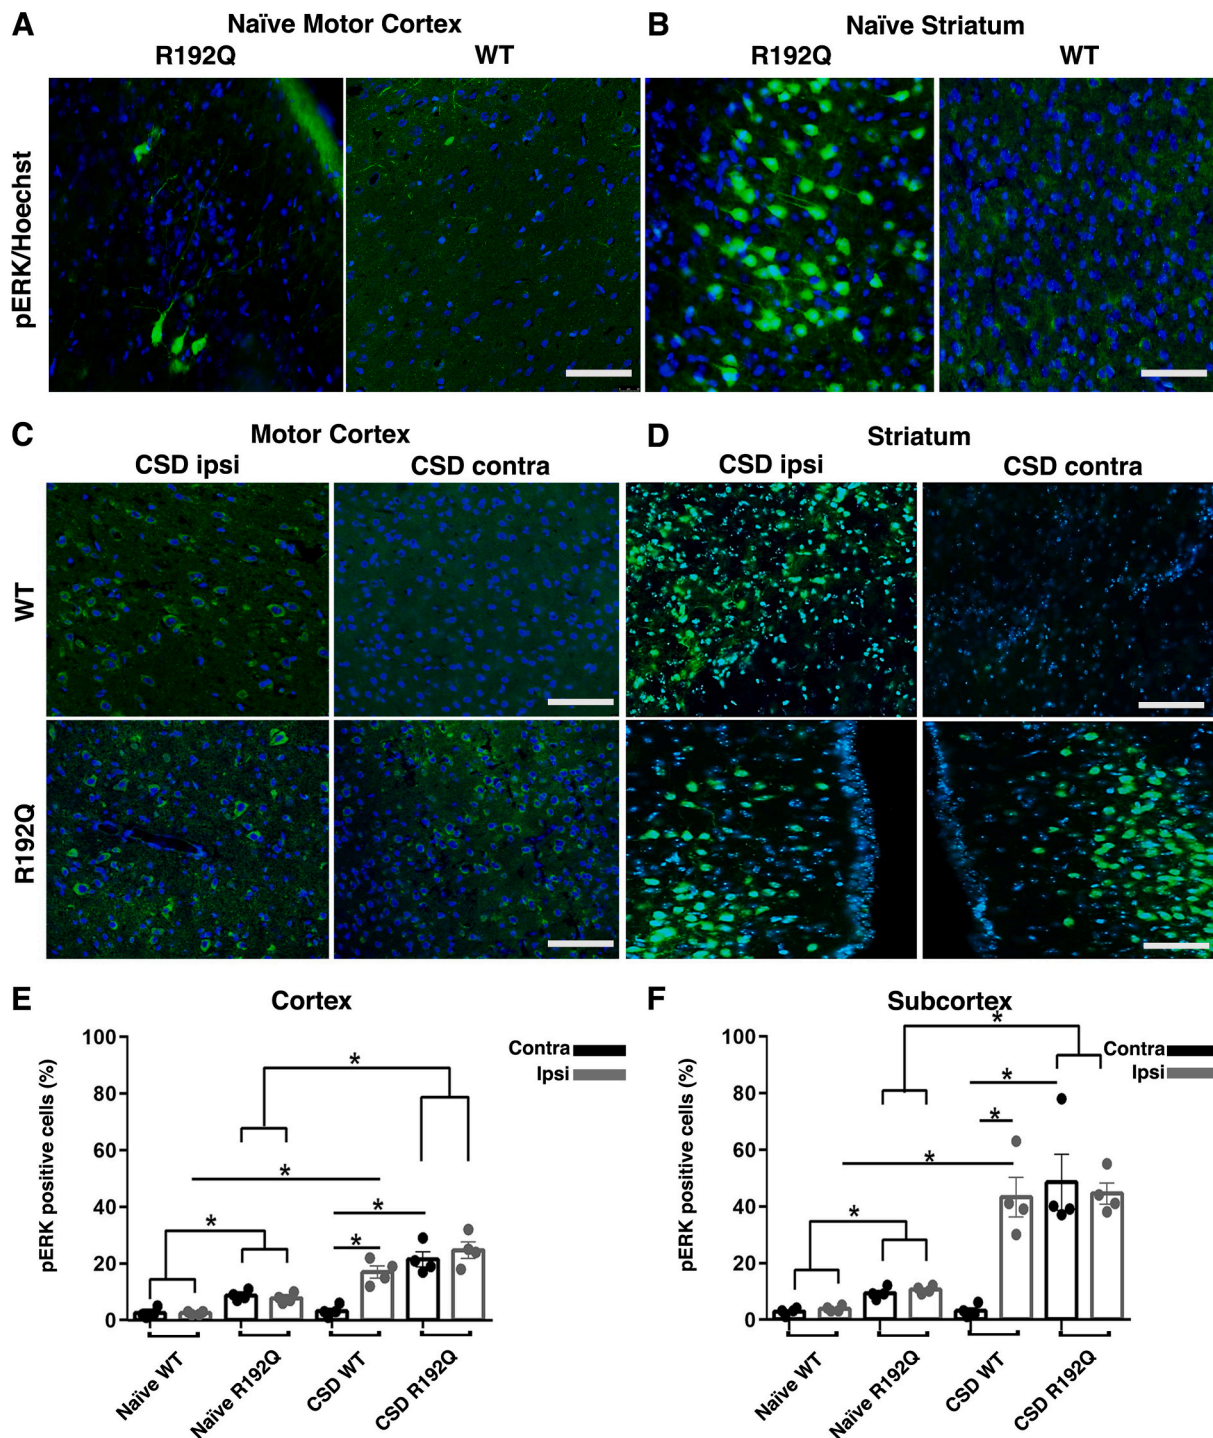 A
Naïve Motor Cortex
R192Q
WT
B
Naïve Striatum
R192Q
WT
pERK/Hoechst
C
Motor Cortex
CSD ipsi
CSD contra
D
Striatum
CSD ipsi
CSD contra
WT
R192Q
E
Cortex
Contra
Ipsi
pERK positive cells (%)
100
80
60
40
20
0
*
*
*
*
*
Naïve WT
Naïve R192Q
CSD WT
CSD R192Q
F
Subcortex
Contra
Ipsi
pERK positive cells (%)
100
80
60
40
20
0
*
*
*
*
*
Naïve WT
Naïve R192Q
CSD WT
CSD R192Q